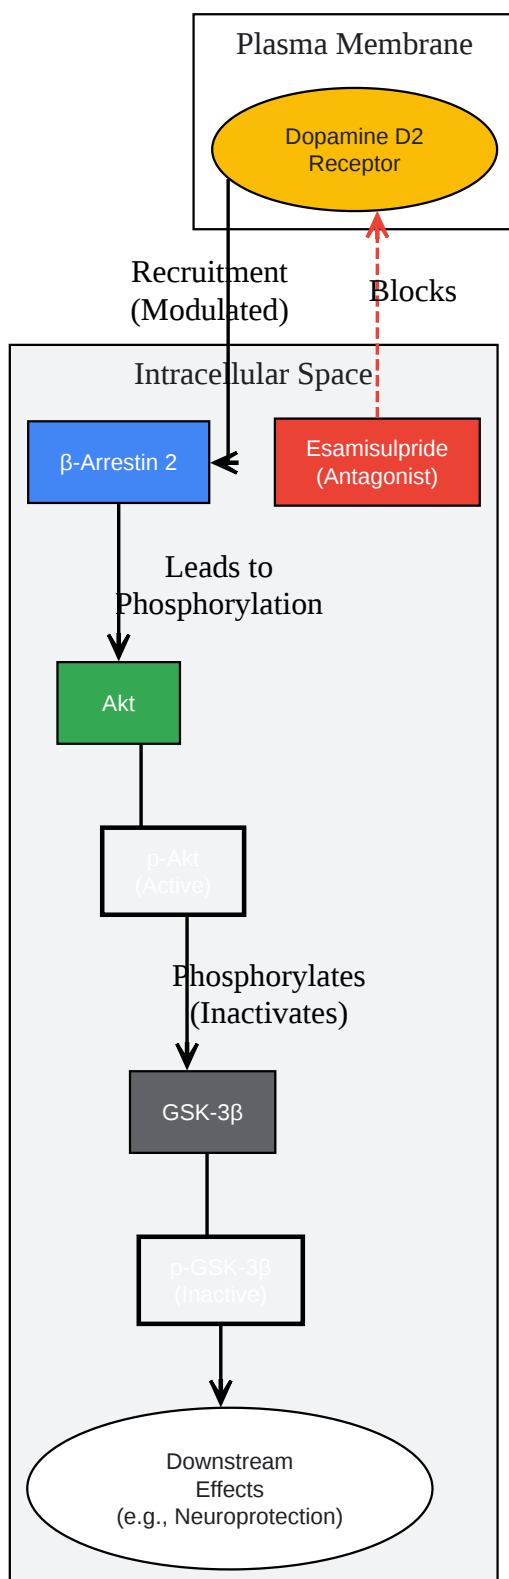 Plasma Membrane
Dopamine D2
Receptor
Recruitment
(Modulated)
Blocks
Intracellular Space
β-Arrestin 2
Esamisulpride
(Antagonist)
Leads to
Phosphorylation
Akt
p-Akt
(Active)
Phosphorylates
(Inactivates)
GSK-3β
p-GSK-3β
(Inactive)
Downstream
Effects
(e.g., Neuroprotection)